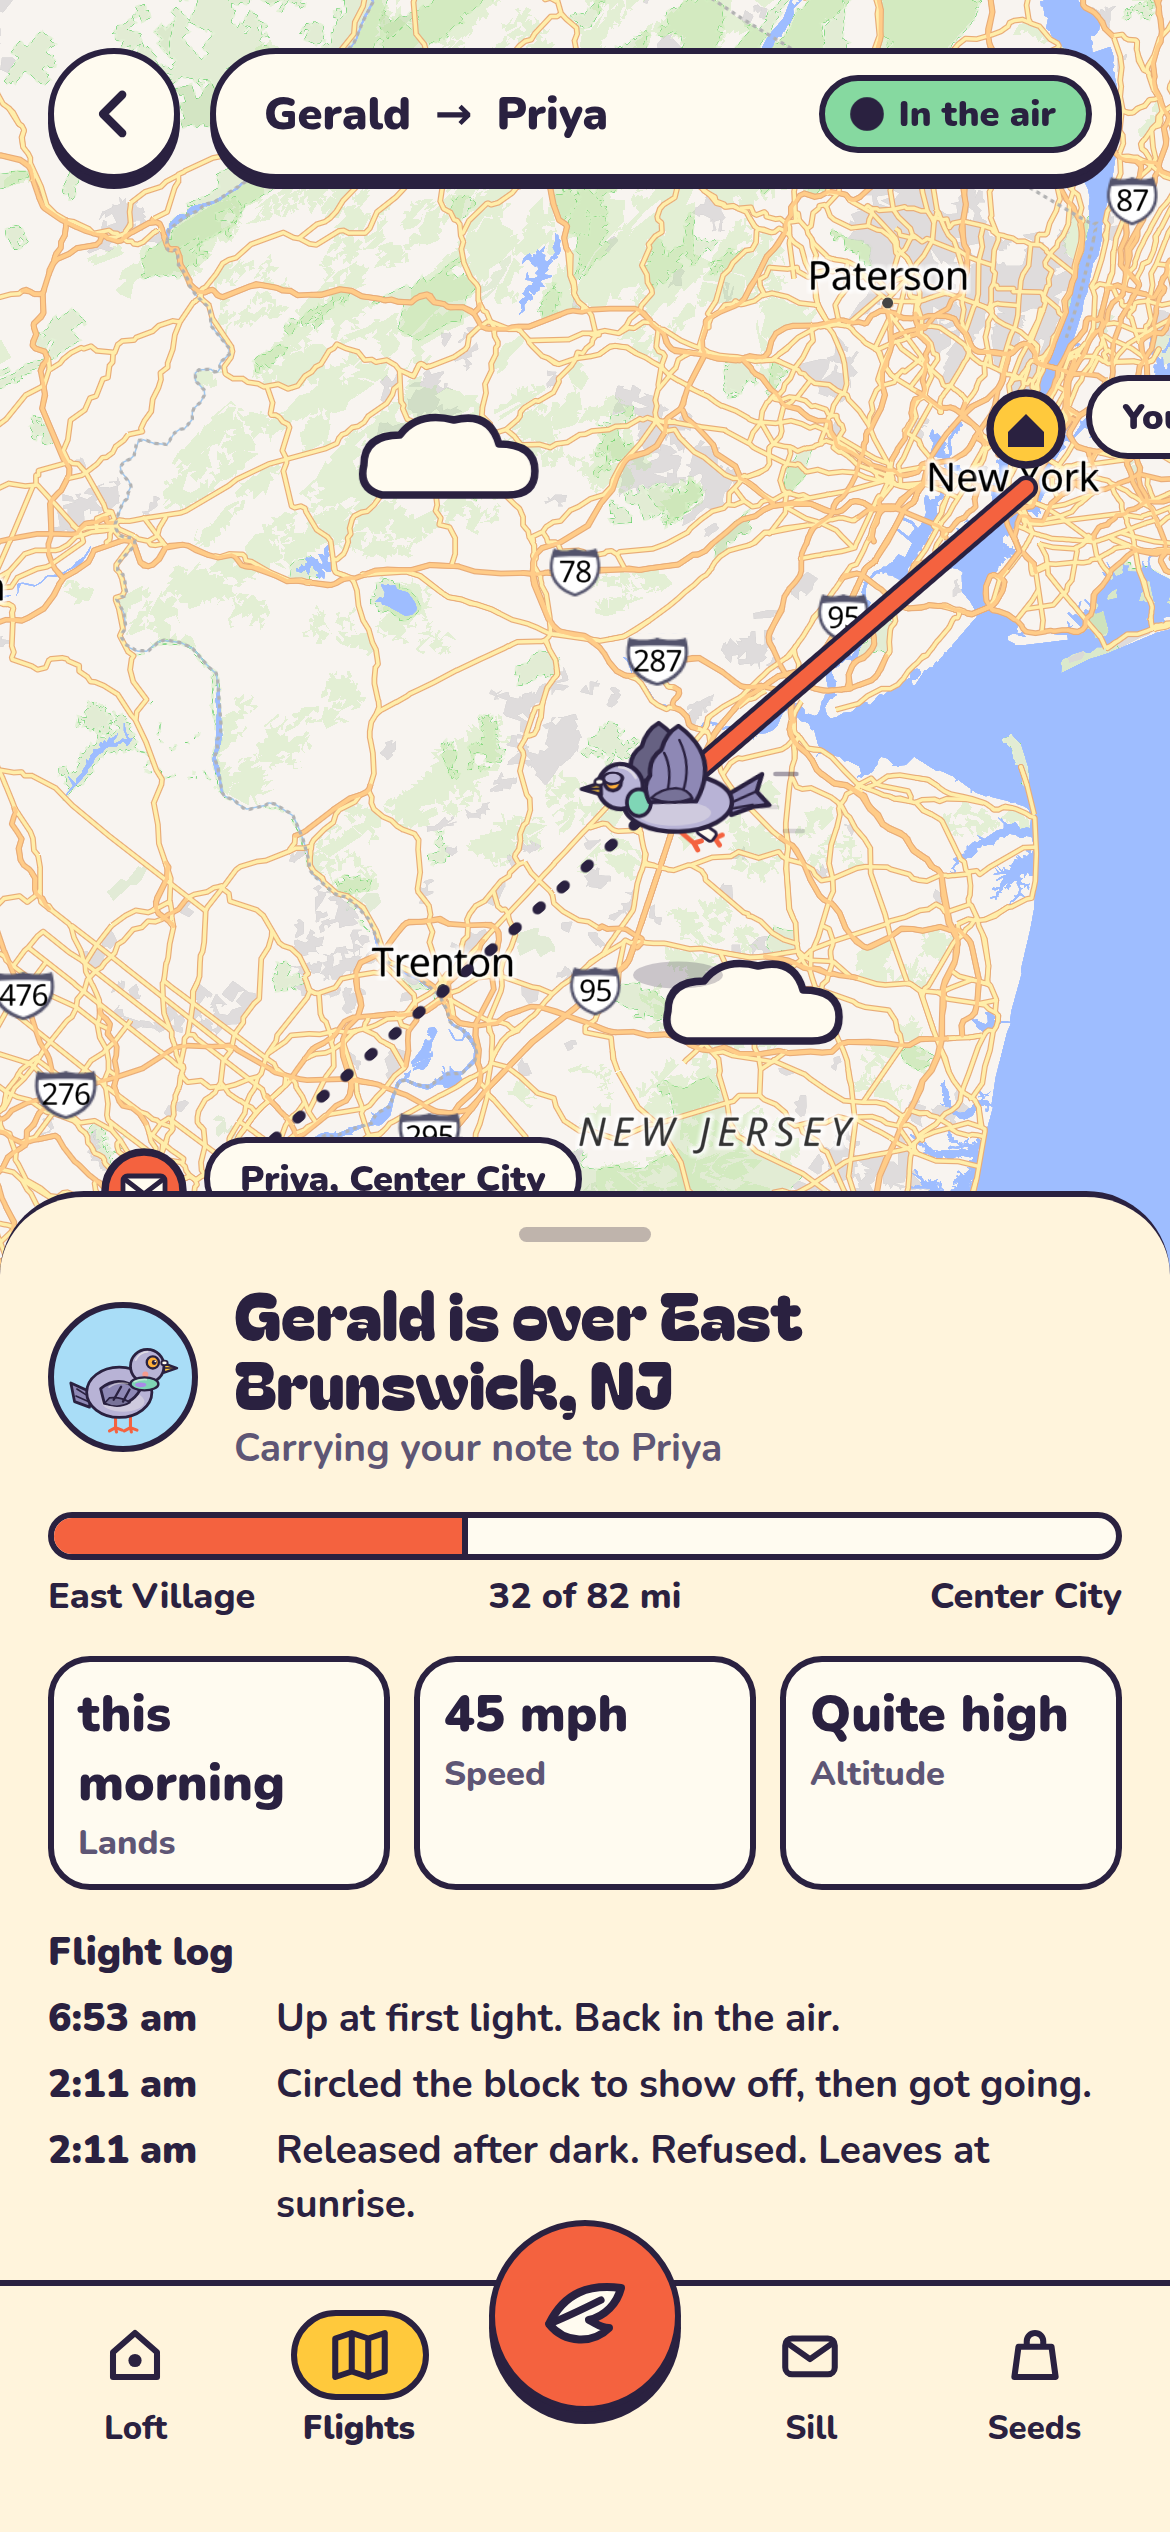 Gerald → Priya
In the air
87
Paterson
You
New York
78
95
287
Trenton
476
95
276
295
NEW JERSEY
Priya, Center City
Gerald is over East
Brunswick, NJ
Carrying your note to Priya
East Village
32 of 82 mi
Center City
this
morning
Lands
45 mph
Speed
Quite high
Altitude
Flight log
6:53 am Up at first light. Back in the air.
2:11 am Circled the block to show off, then got going.
2:11 am Released after dark. Refused. Leaves at
sunrise.
Loft
Flights
Sill
Seeds